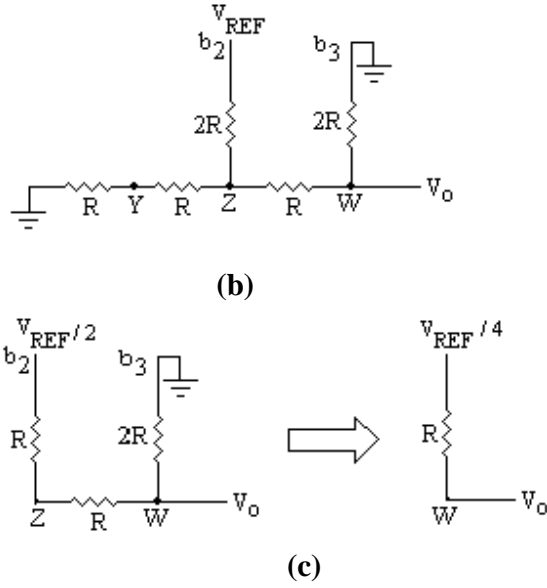 V_REF
b_2 b_3
2R 2R
R Y R Z R W V_o
(b)
V_REF/2 V_REF/4
b_2 b_3
R 2R R
Z R W V_o W V_o
(c)